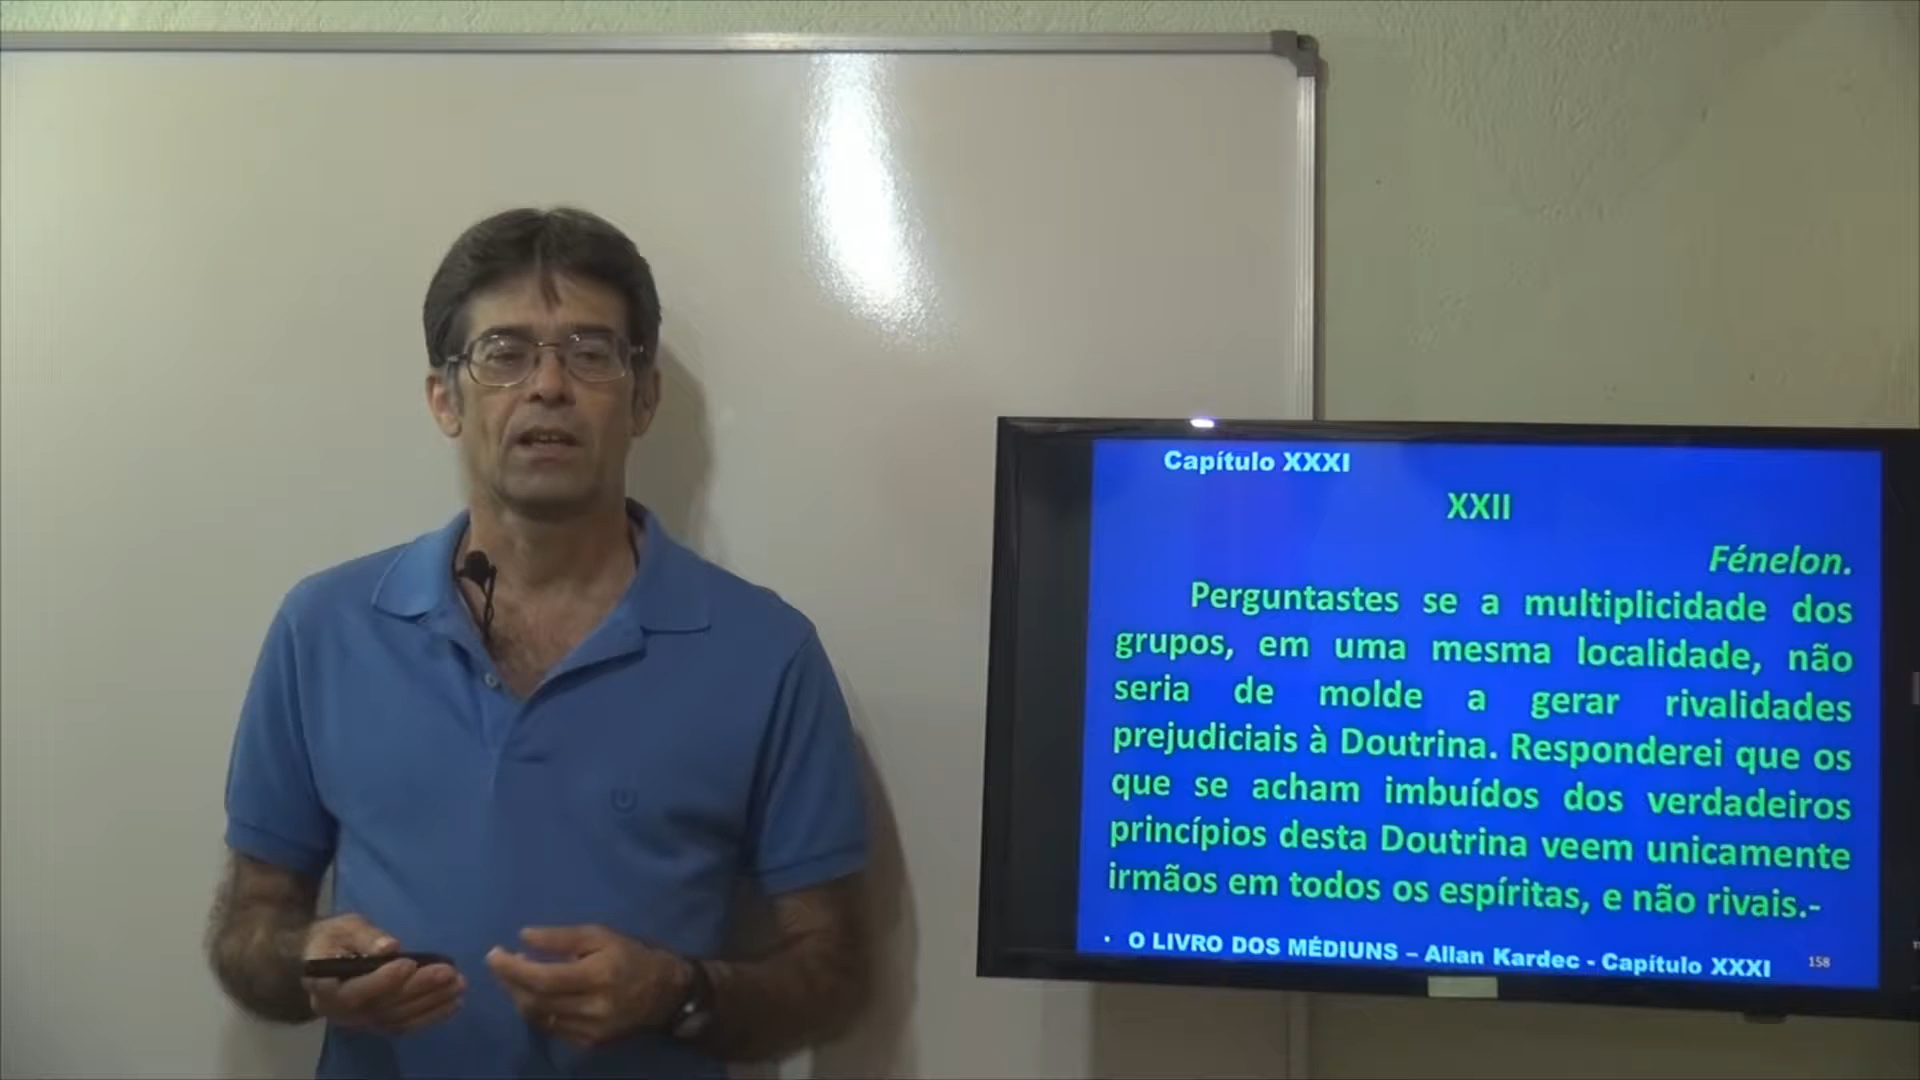 Capítulo XXXI
XXII
Fénelon.
Perguntastes se a multiplicidade dos
grupos, em uma mesma localidade, não
seria de molde a gerar rivalidades
prejudiciais à Doutrina. Responderei que os
que se acham imbuídos dos verdadeiros
princípios desta Doutrina veem unicamente
irmãos em todos os espíritas, e não rivais.-
• O LIVRO DOS MÉDIUNS – Allan Kardec - Capítulo XXXI
158